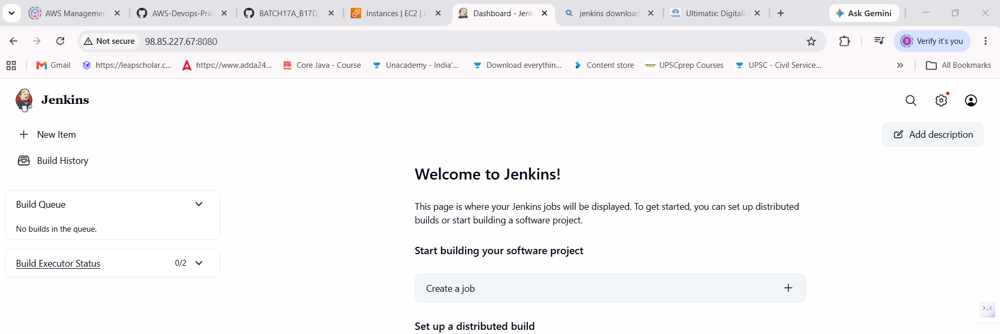 AWS Managemen
AWS-Devops-Pra
BATCH17A_B17D_
Instances | EC2 | u
Dashboard - Jenk
jenkins download
Ultimatix: Digitall
Ask Gemini
Not secure
98.85.227.67:8080
g
Verify it's you
Gmail
https://leapscholar.c...
https://www.adda24...
Core Java - Course
Unacademy - India'...
Download everythin...
Content store
UPSCprep Courses
UPSC - Civil Service...
All Bookmarks
Jenkins
New Item
Add description
Build History
Welcome to Jenkins!
Build Queue
This page is where your Jenkins jobs will be displayed. To get started, you can set up distributed
builds or start building a software project.
No builds in the queue.
Start building your software project
Build Executor Status 0/2
Create a job
Set up a distributed build